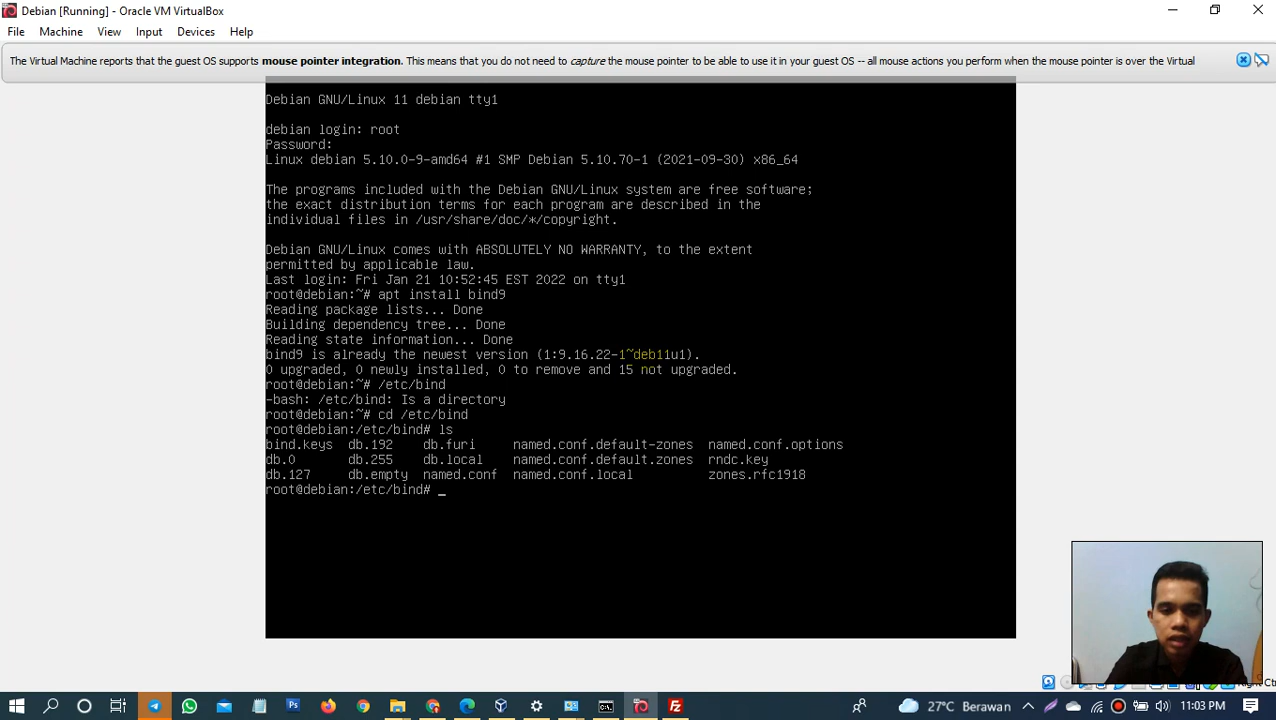 Debian [Running] - Oracle VM VirtualBox
File Machine View Input Devices Help
The Virtual Machine reports that the guest OS supports mouse pointer integration. This means that you do not need to capture the mouse pointer to be able to use it in your guest OS -- all mouse actions you perform when the mouse pointer is over the Virtual
Debian GNU/Linux 11 debian tty1
debian login: root
Password:
Linux debian 5.10.0-9-amd64 #1 SMP Debian 5.10.70-1 (2021-09-30) x86_64
The programs included with the Debian GNU/Linux system are free software;
the exact distribution terms for each program are described in the
individual files in /usr/share/doc/*/copyright.
Debian GNU/Linux comes with ABSOLUTELY NO WARRANTY, to the extent
permitted by applicable law.
Last login: Fri Jan 21 10:52:45 EST 2022 on tty1
root@debian:~# apt install bind9
Reading package lists... Done
Building dependency tree... Done
Reading state information... Done
bind9 is already the newest version (1:9.16.22-1~deb11u1).
0 upgraded, 0 newly installed, 0 to remove and 15 not upgraded.
root@debian:~# /etc/bind
-bash: /etc/bind: Is a directory
root@debian:~# cd /etc/bind
root@debian:/etc/bind# ls
bind.keys db.192 db.furi named.conf.default-zones named.conf.options
db.0 db.255 db.local named.conf.default.zones rndc.key
db.127 db.empty named.conf named.conf.local zones.rfc1918
root@debian:/etc/bind# _
Right Ctrl
27°C Berawan 11:03 PM